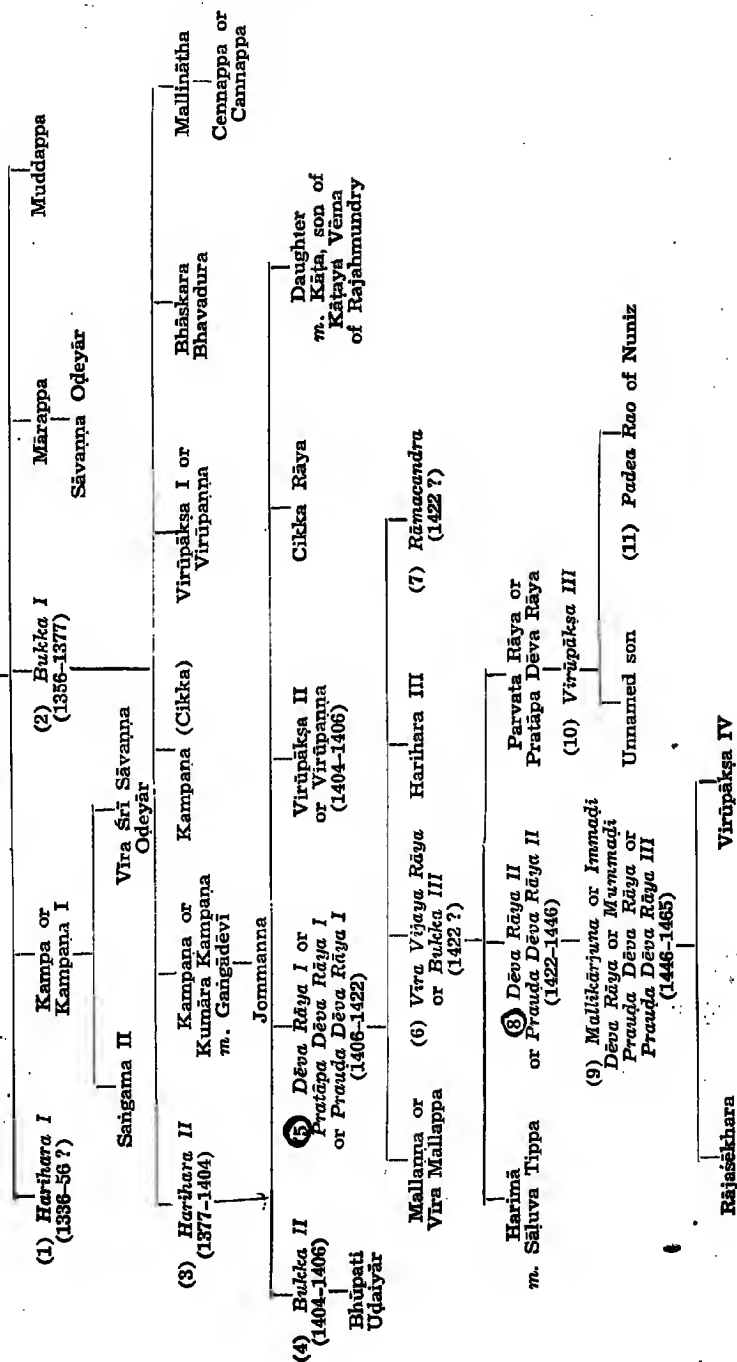 (1) Harihara I
(1336–56 ?)
Kampa or
Kampana I
(2) Bukka I
(1356–1377)
Mārappa
Muddappa
Saṅgama II
Vīra Śrī Sāvaṇṇa
Oḍeyār
Sāvaṇṇa Oḍeyār
(3) Harihara II
(1377–1404)
Kampana or
Kumāra Kampaṇa
m. Gaṅgādēvī
Kampana (Cikka)
Virūpākṣa I or
Virūpaṇṇa
Bhāskara
Bhavadura
Mallinātha
Cennappa or
Cannappa
Jommanna
(4) Bukka II
(1404–1406)
Bhūpati
Uḍaiyār
(5) Dēva Rāya I or
Pratāpa Dēva Rāya I
or Prauḍa Dēva Rāya I
(1406–1422)
Virūpākṣa II
or Virūpaṇṇa
(1404–1406)
Cikka Rāya
Daughter
m. Kāṭa, son of
Kāṭaya Vēma
of Rajahmundry
Mallaṇṇa or
Vīra Mallappa
(6) Vīra Vijaya Rāya
or Bukka III
(1422 ?)
Harihara III
(7) Rāmacandra
(1422 ?)
Harimā
m. Sāḷuva Tippa
(8) Dēva Rāya II
or Prauḍa Dēva Rāya II
(1422–1446)
Parvata Rāya or
Pratāpa Dēva Rāya
(9) Mallikārjuna or Immaḍi
Dēva Rāya or Mummaḍi
Prauḍa Dēva Rāya or
Prauḍa Dēva Rāya III
(1446–1465)
(10) Virūpākṣa III
Unnamed son
(11) Padea Rao of Nuniz
Rājaśēkhara
Virūpākṣa IV